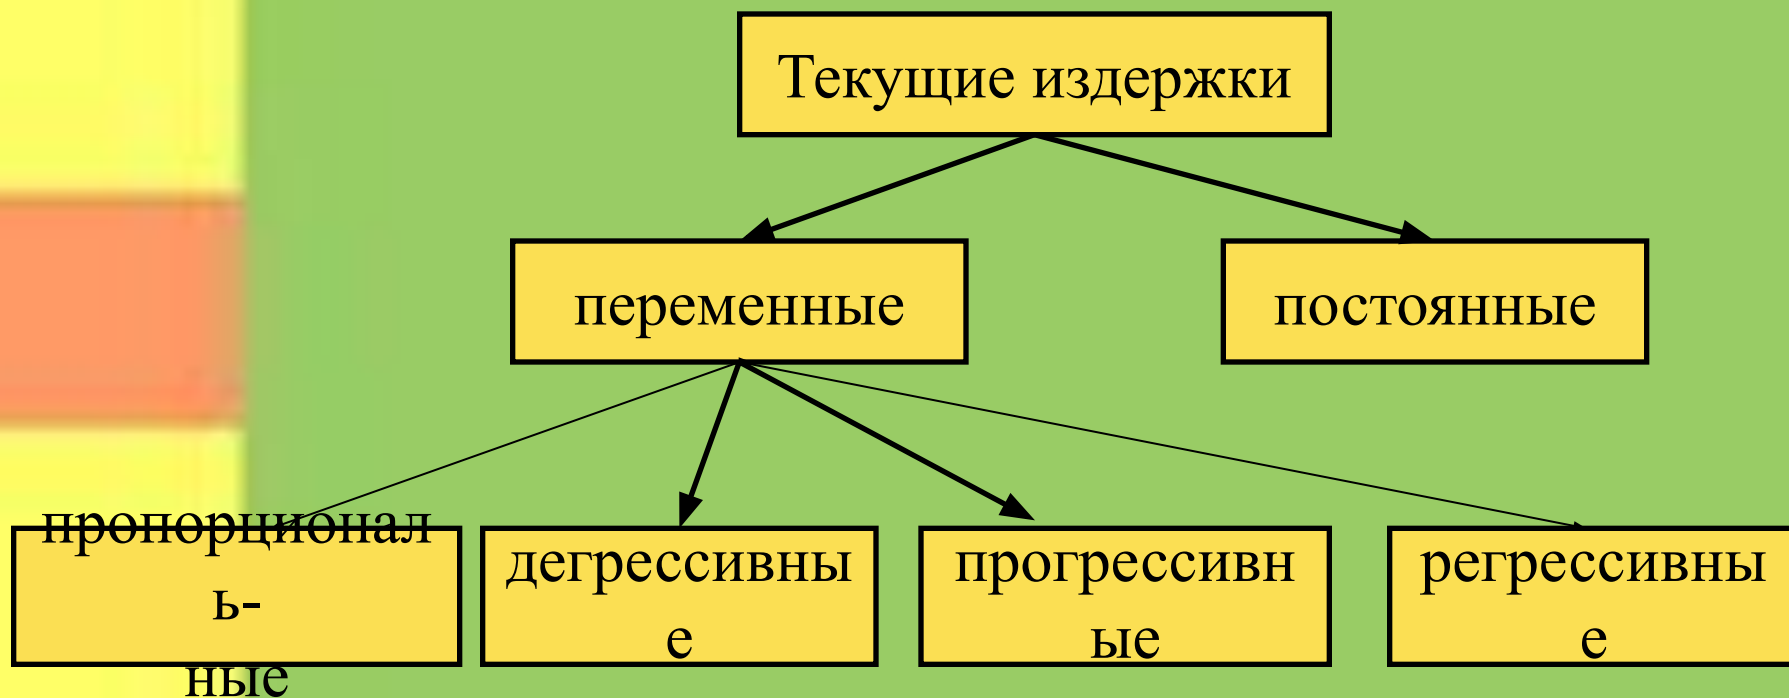 Текущие издержки
переменные
постоянные
пропорционал
ь-
ные
дегрессивны
е
прогрессивн
ые
регрессивны
е